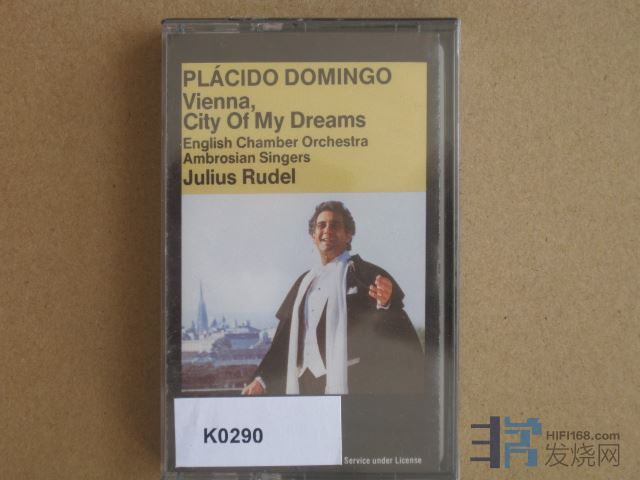 PLÁCIDO DOMINGO
Vienna,
City Of My Dreams
English Chamber Orchestra
Ambrosian Singers
Julius Rudel
K0290
Service under License
HIFI168.com
发烧网